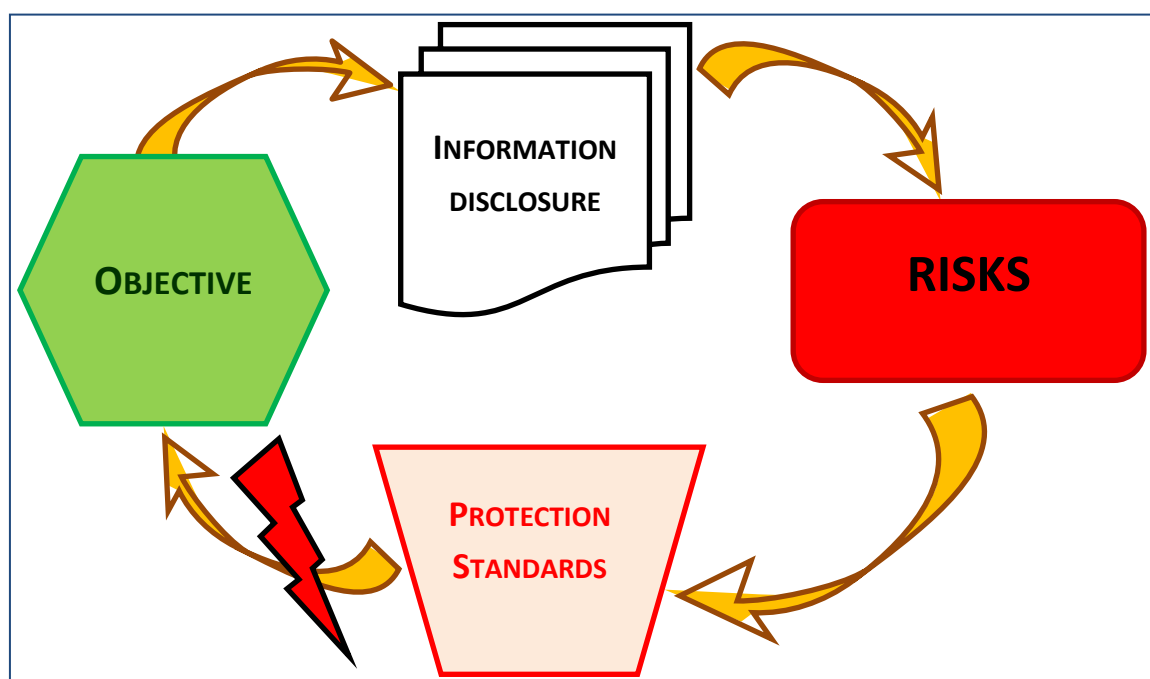 INFORMATION
DISCLOSURE
RISKS
OBJECTIVE
PROTECTION
STANDARDS